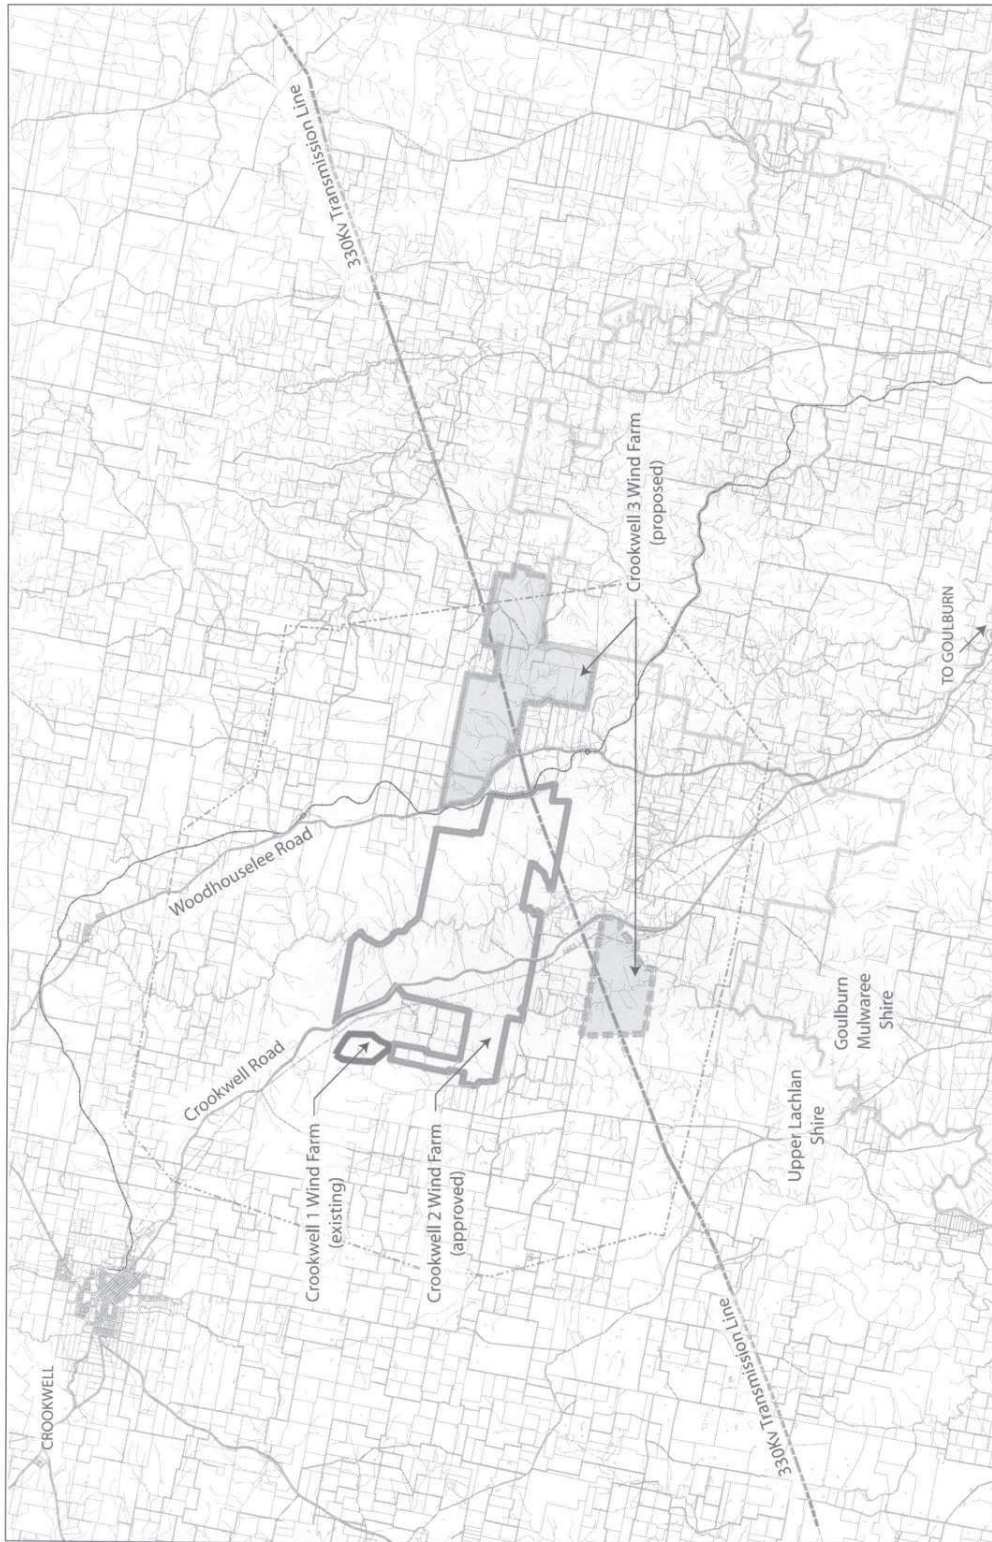 CROOKWELL
Crookwell Road
Woodhouselee Road
330Kv Transmission Line
Crookwell 1 Wind Farm
(existing)
Crookwell 2 Wind Farm
(approved)
Crookwell 3 Wind Farm
(proposed)
330Kv Transmission Line
Upper Lachlan
Shire
Goulburn
Mulwaree
Shire
TO GOULBURN